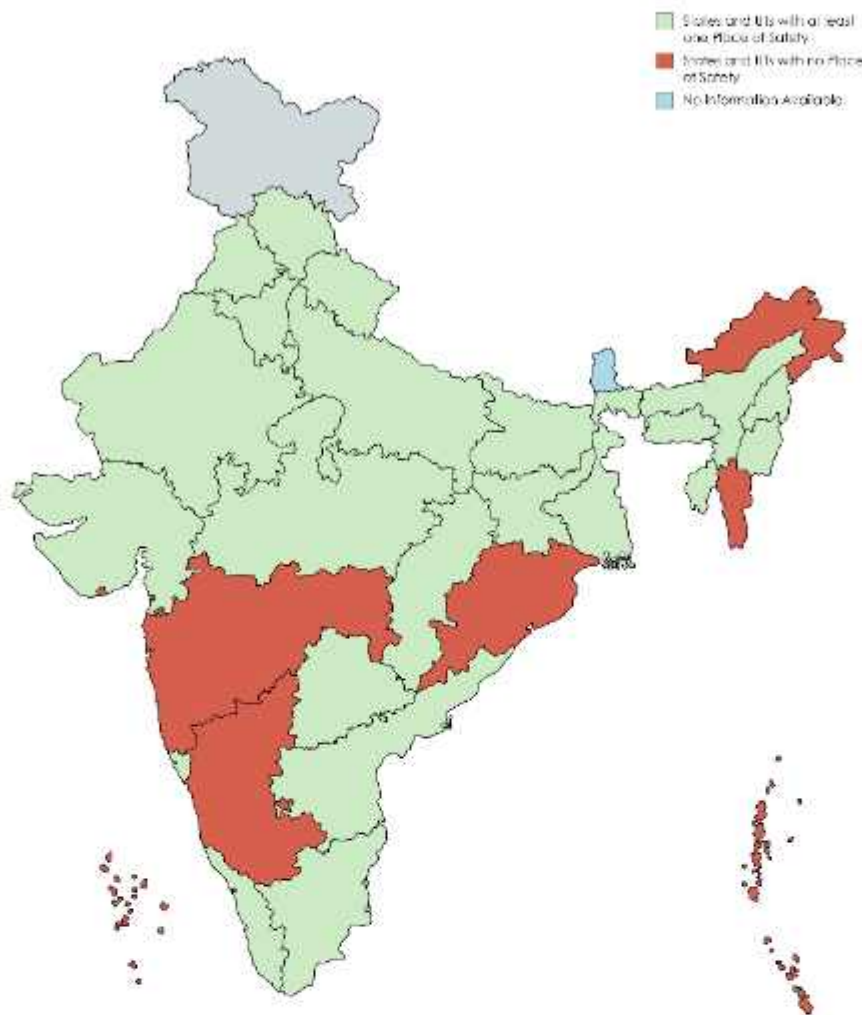 States and UTs with at least
one Place of Safety
States and UTs with no Place
of Safety
No Information Available